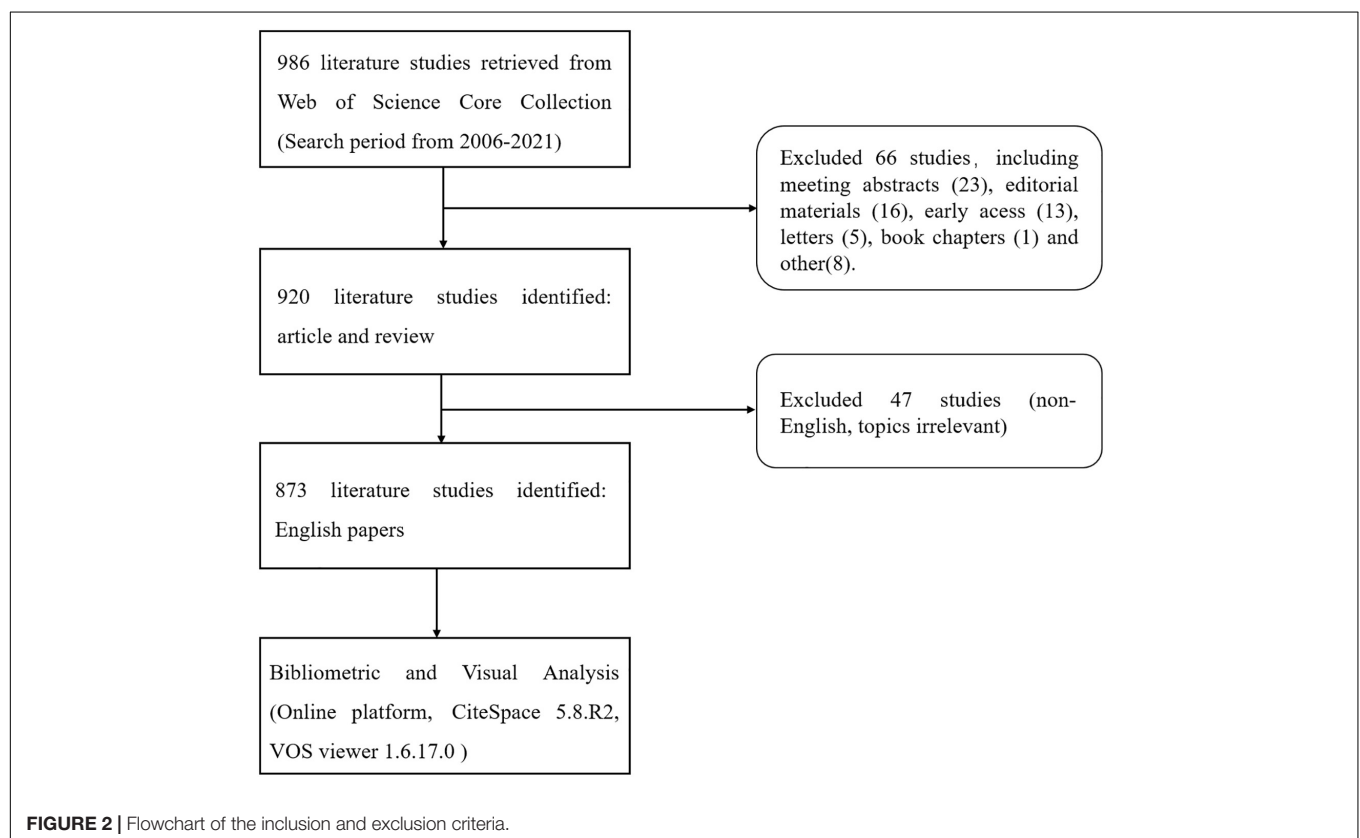 986 literature studies retrieved from
Web of Science Core Collection
(Search period from 2006-2021)
Excluded 66 studies, including
meeting abstracts (23), editorial
materials (16), early acess (13),
letters (5), book chapters (1) and
other(8).
920 literature studies identified:
article and review
Excluded 47 studies (non-
English, topics irrelevant)
873 literature studies identified:
English papers
Bibliometric and Visual Analysis
(Online platform, CiteSpace 5.8.R2,
VOS viewer 1.6.17.0 )
FIGURE 2 | Flowchart of the inclusion and exclusion criteria.